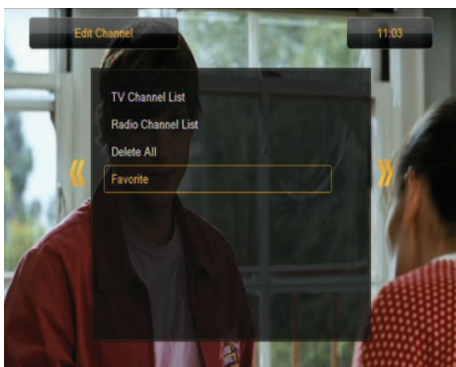 Edit Channel
11:03
TV Channel List
Radio Channel List
Delete All
Favorite